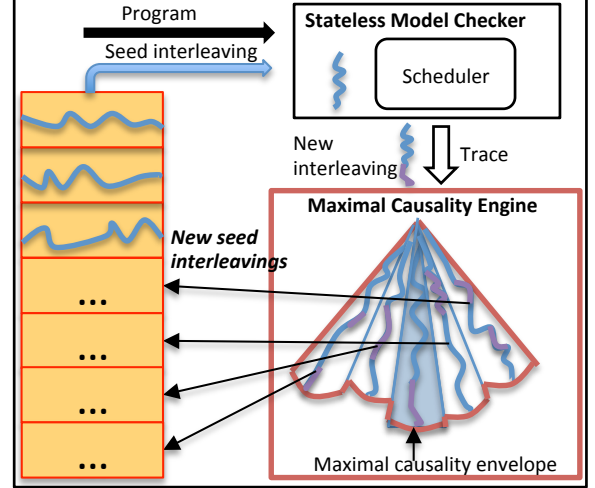 Program
Seed interleaving
Stateless Model Checker
Scheduler
New
interleaving
Trace
Maximal Causality Engine
New seed
interleavings
...
...
...
...
Maximal causality envelope